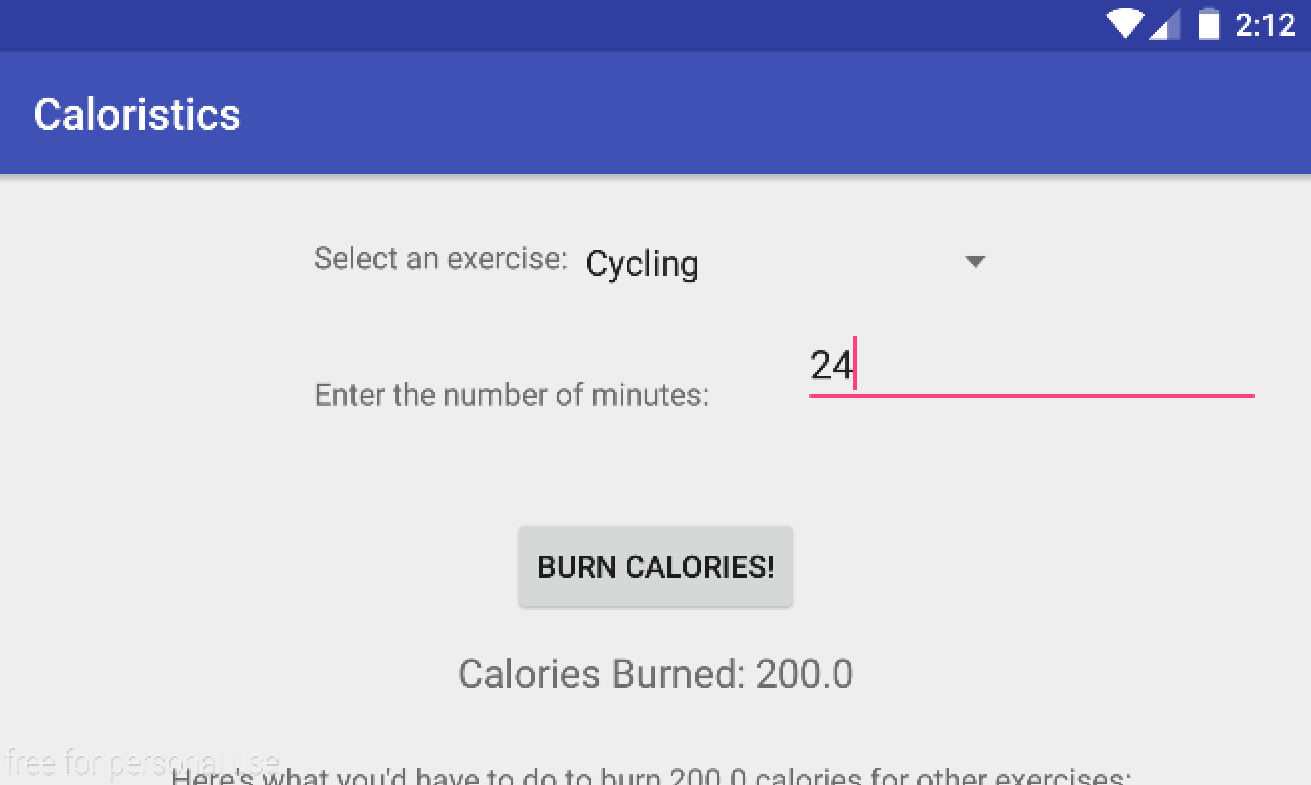 2:12
Caloristics
Select an exercise: Cycling
24
Enter the number of minutes:
BURN CALORIES!
Calories Burned: 200.0
free for personal use
Here's what you'd have to do to burn 200.0 calories for other exercises: